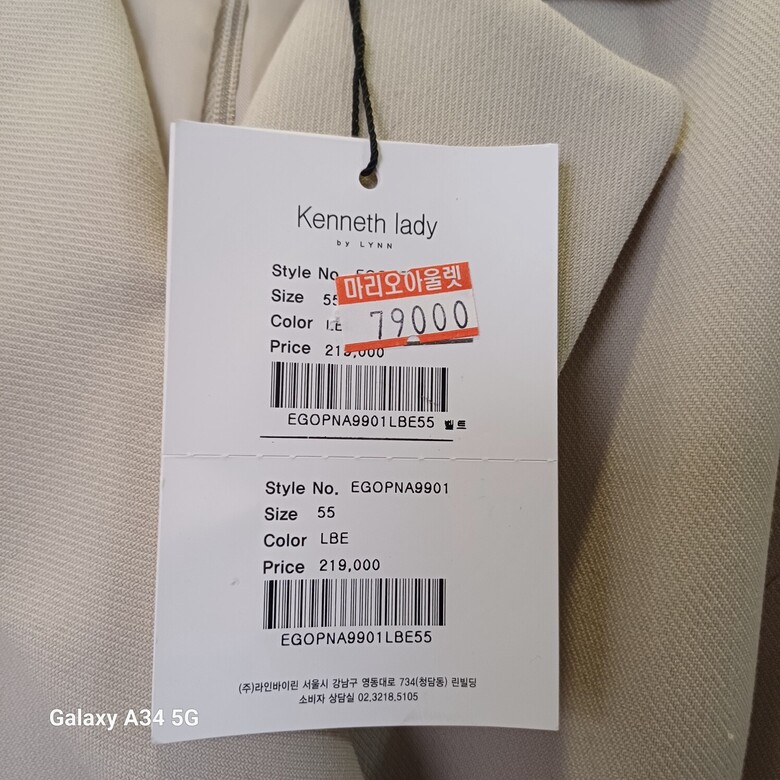 Kenneth lady
by LYNN
Style No.
마리오아울렛
Size 55
79000
Color
Price 219,000
EGOPNA9901LBE55 벨트
Style No. EGOPNA9901
Size 55
Color LBE
Price 219,000
EGOPNA9901LBE55
(주)라인바이린 서울시 강남구 영동대로 734(청담동) 린빌딩
소비자 상담실 02.3218.5105
Galaxy A34 5G